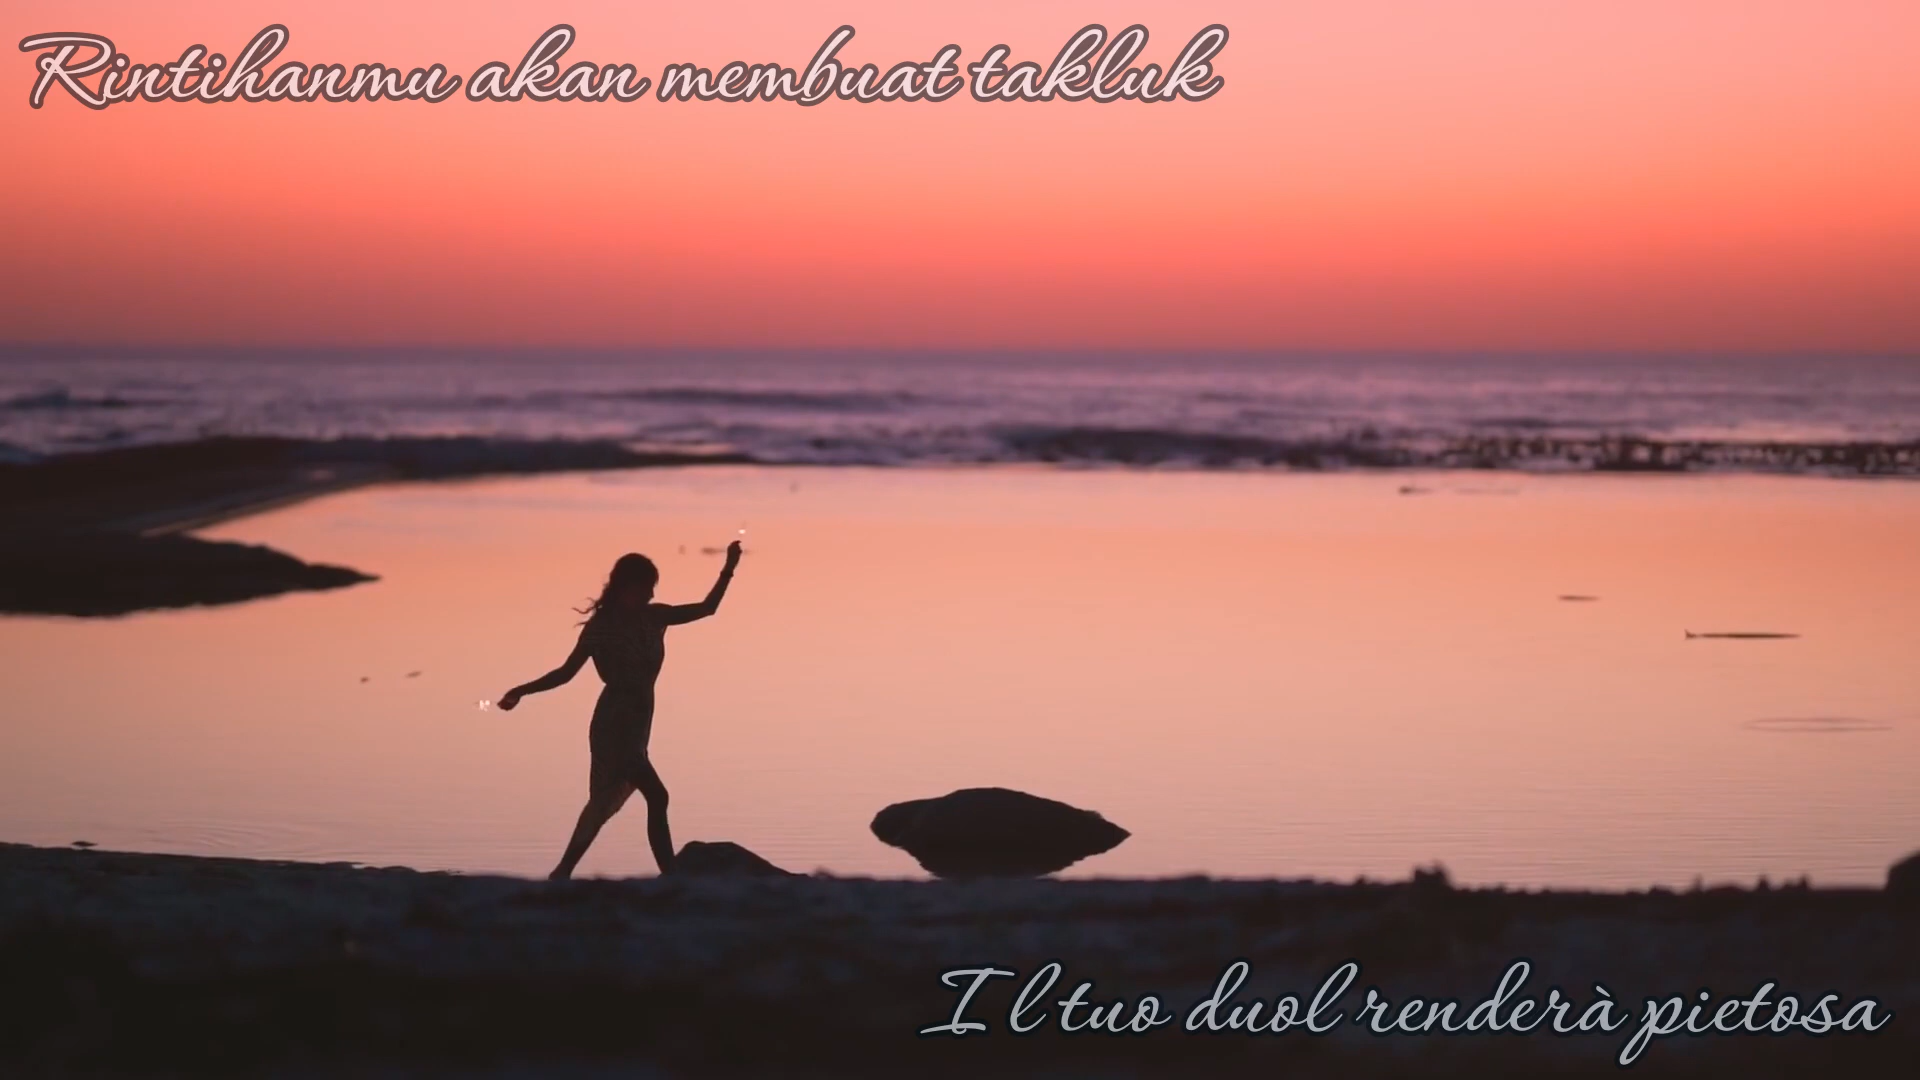 Rintihanmu akan membuat takluk
Il tuo duol renderà pietosa